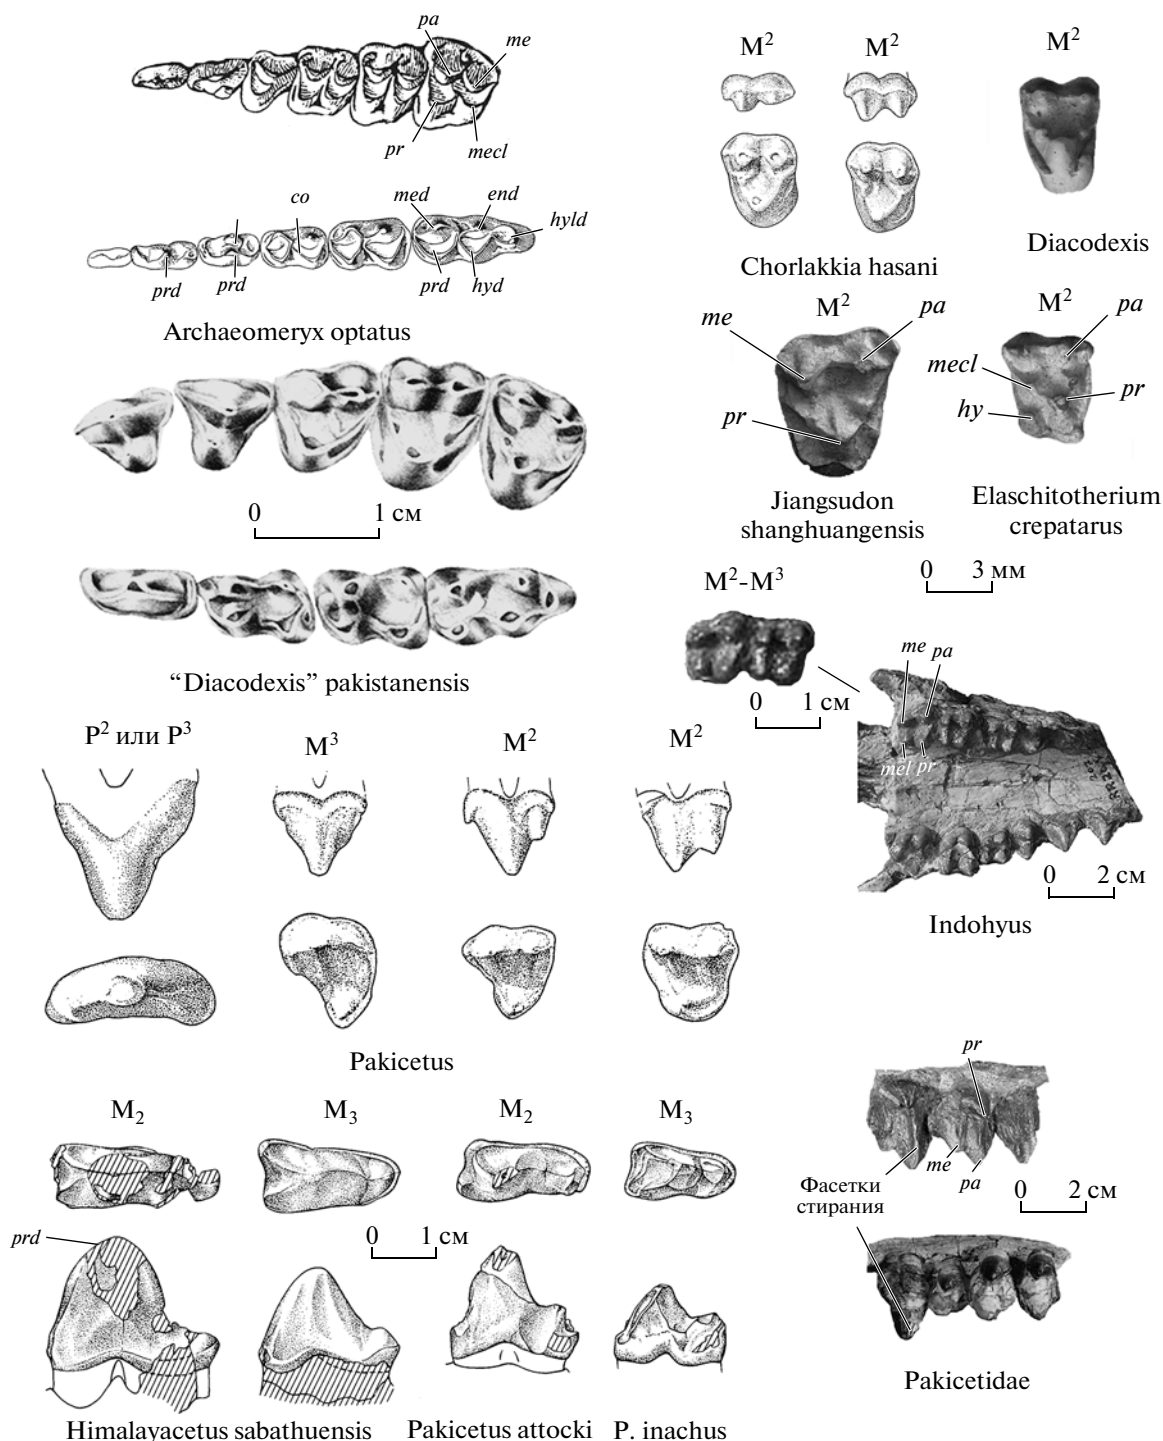 pa
me
pr
mecl
co
med
end
hyld
prd
prd
prd
hyd
Archaeomeryx optatus
0 1 см
“Diacodexis” pakistanensis
P² или P³
M³
M²
M²
Pakicetus
M₂
M₃
M₂
M₃
prd
0 1 см
Himalayacetus sabathuensis
Pakicetus attocki
P. inachus
M²
M²
Chorlakkia hasani
M²
Diacodexis
M²
me
pa
pr
Jiangsudon
shanghuangensis
M²
pa
mecl
hy
pr
Elaschitotherium
crepatarus
0 3 мм
M²-M³
0 1 см
me
pa
mel
pr
0 2 см
Indohyus
pr
me
pa
Фасетки
стирания
0 2 см
Pakicetidae